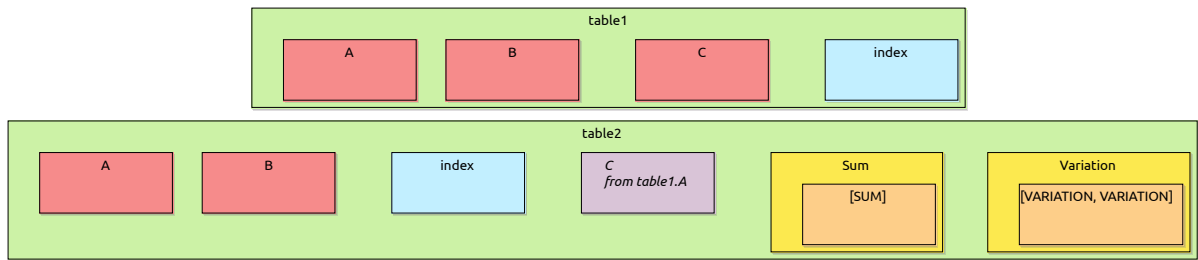 table1
A
B
C
index
table2
A
B
index
C
from table1.A
Sum
[SUM]
Variation
[VARIATION, VARIATION]